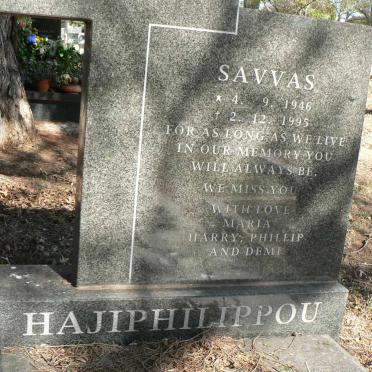 SAVVAS
* 4. 9. 1946
† 2. 12. 1995
FOR AS LONG AS WE LIVE
IN OUR MEMORY YOU
WILL ALWAYS BE.
WE MISS YOU
WITH LOVE
MARIA
HARRY, PHILLIP
AND DEMI
HAJIPHILIPPOU